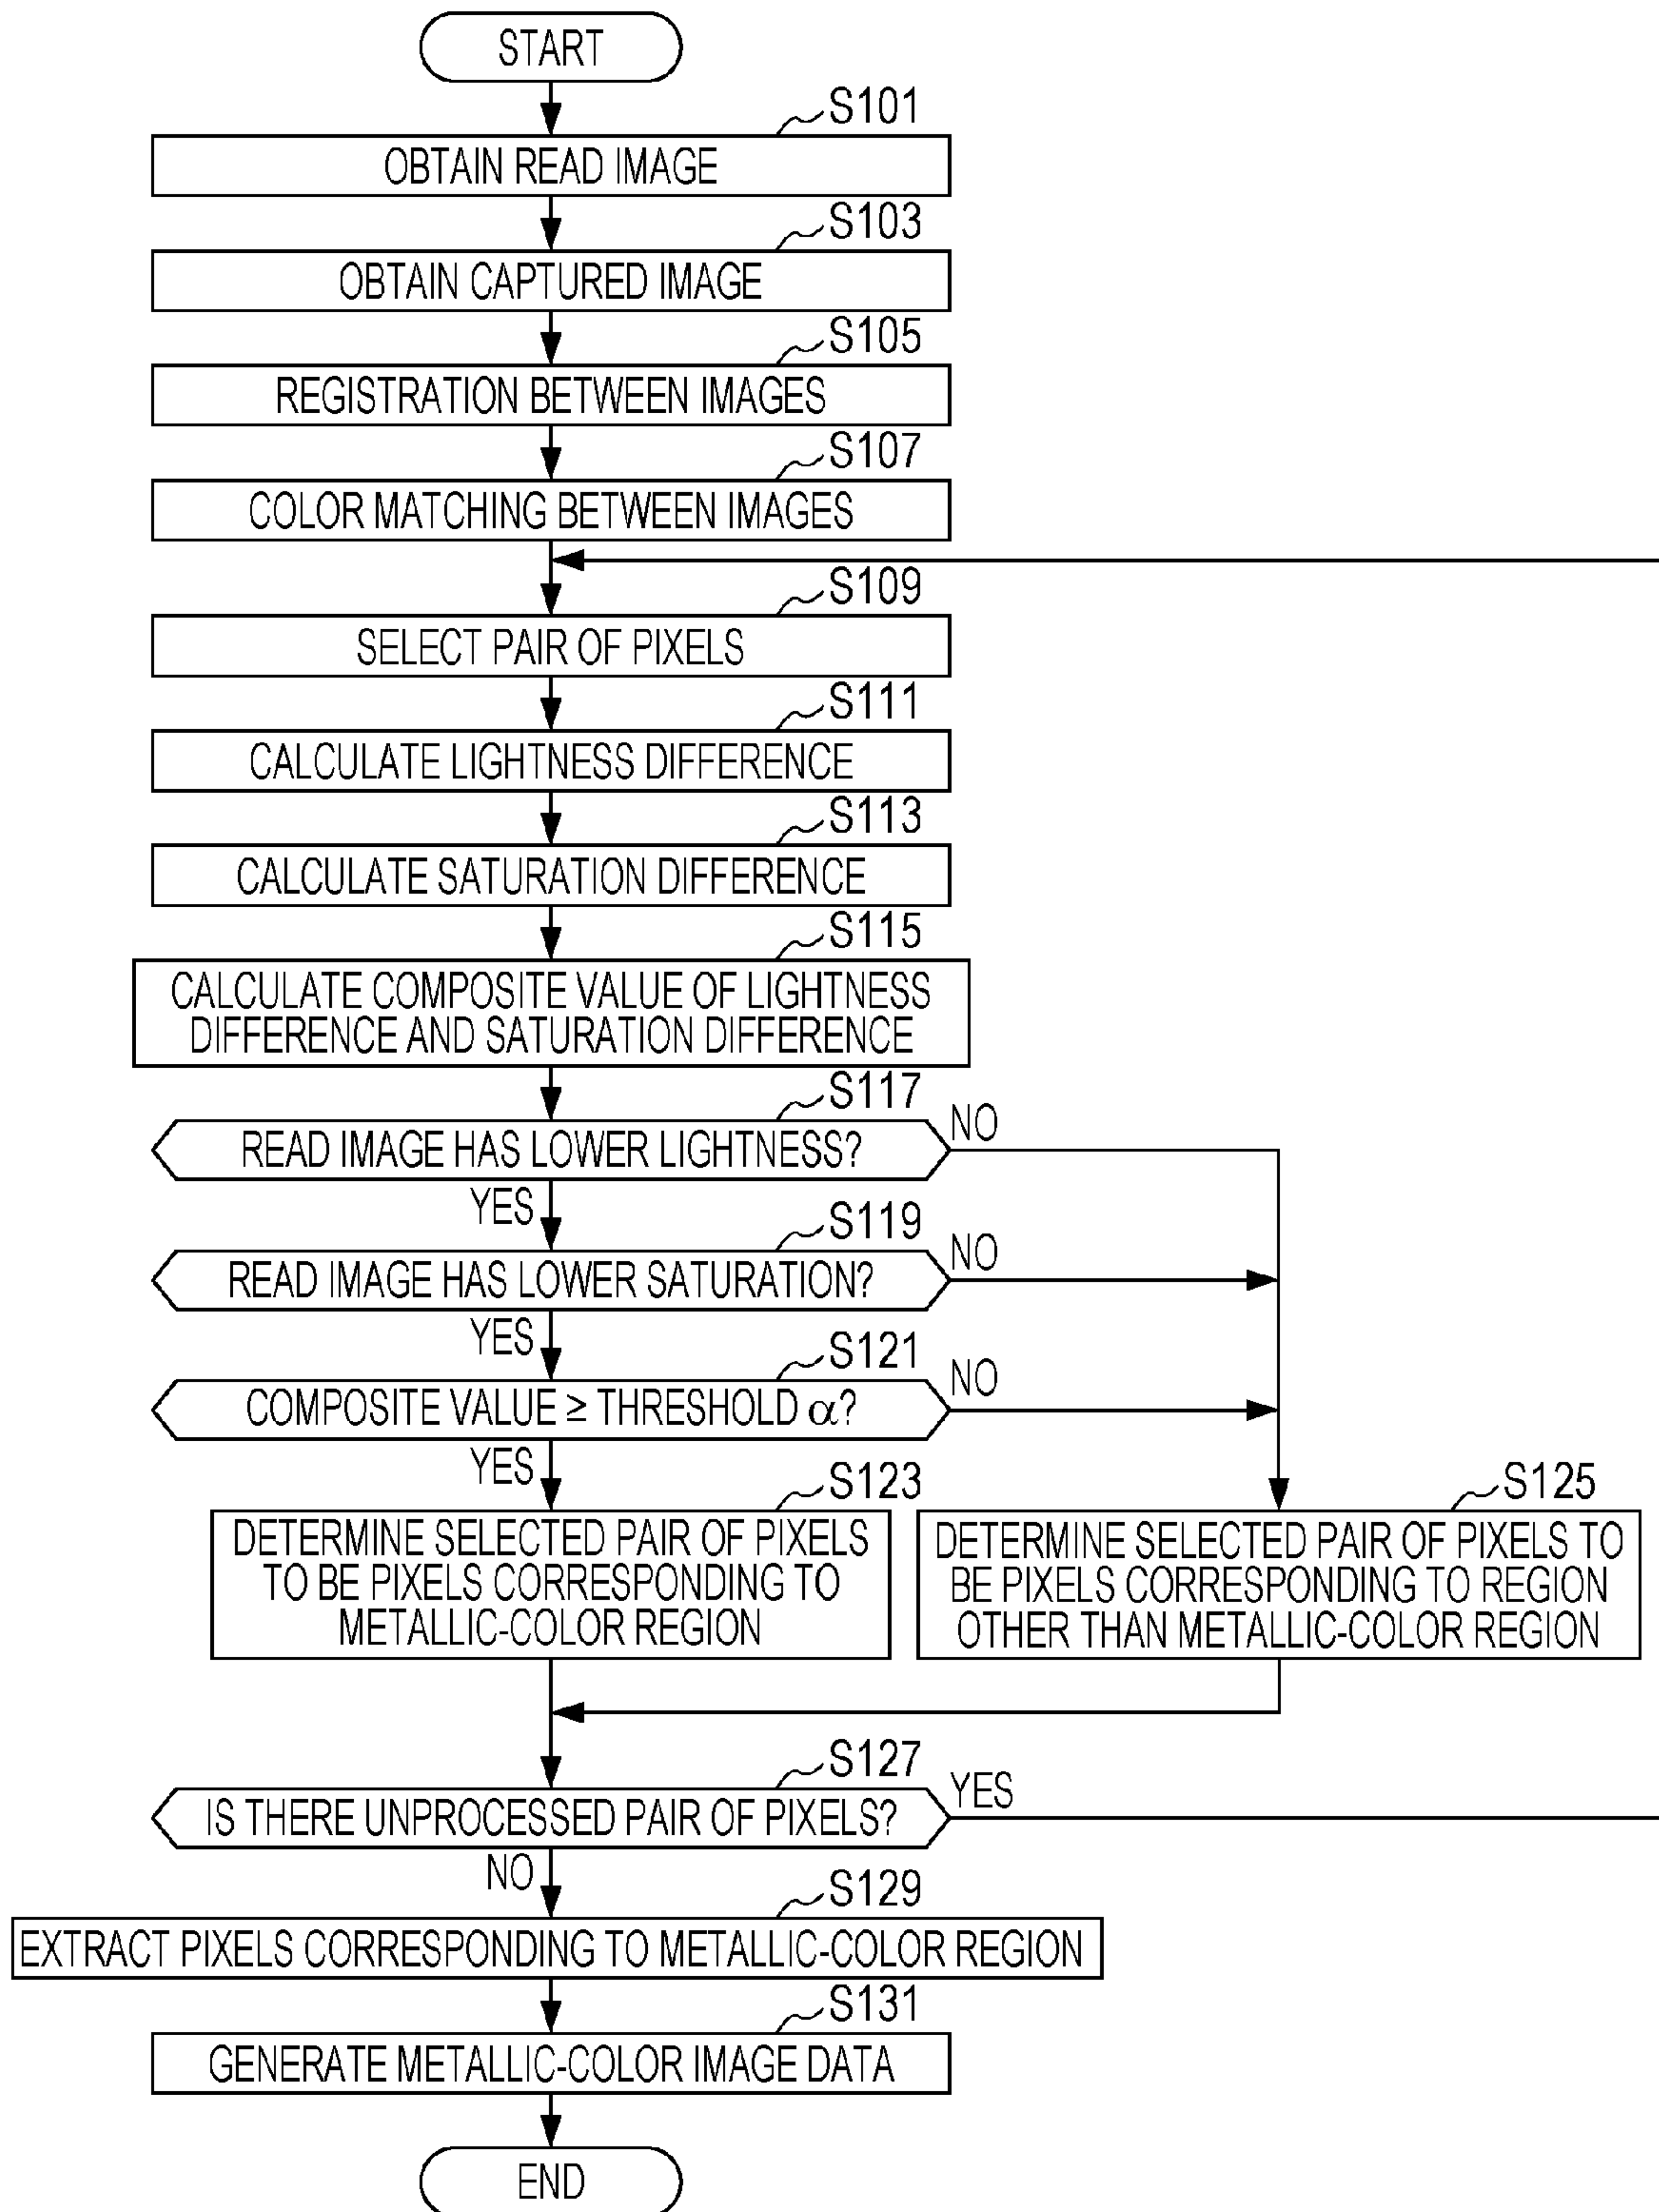 START
S101
OBTAIN READ IMAGE
S103
OBTAIN CAPTURED IMAGE
S105
REGISTRATION BETWEEN IMAGES
S107
COLOR MATCHING BETWEEN IMAGES
S109
SELECT PAIR OF PIXELS
S111
CALCULATE LIGHTNESS DIFFERENCE
S113
CALCULATE SATURATION DIFFERENCE
S115
CALCULATE COMPOSITE VALUE OF LIGHTNESS
DIFFERENCE AND SATURATION DIFFERENCE
S117
READ IMAGE HAS LOWER LIGHTNESS?
NO
YES
S119
READ IMAGE HAS LOWER SATURATION?
NO
YES
S121
COMPOSITE VALUE ≥ THRESHOLD α?
NO
YES
S123
DETERMINE SELECTED PAIR OF PIXELS
TO BE PIXELS CORRESPONDING TO
METALLIC-COLOR REGION
S125
DETERMINE SELECTED PAIR OF PIXELS TO
BE PIXELS CORRESPONDING TO REGION
OTHER THAN METALLIC-COLOR REGION
S127
IS THERE UNPROCESSED PAIR OF PIXELS?
YES
NO
S129
EXTRACT PIXELS CORRESPONDING TO METALLIC-COLOR REGION
S131
GENERATE METALLIC-COLOR IMAGE DATA
END